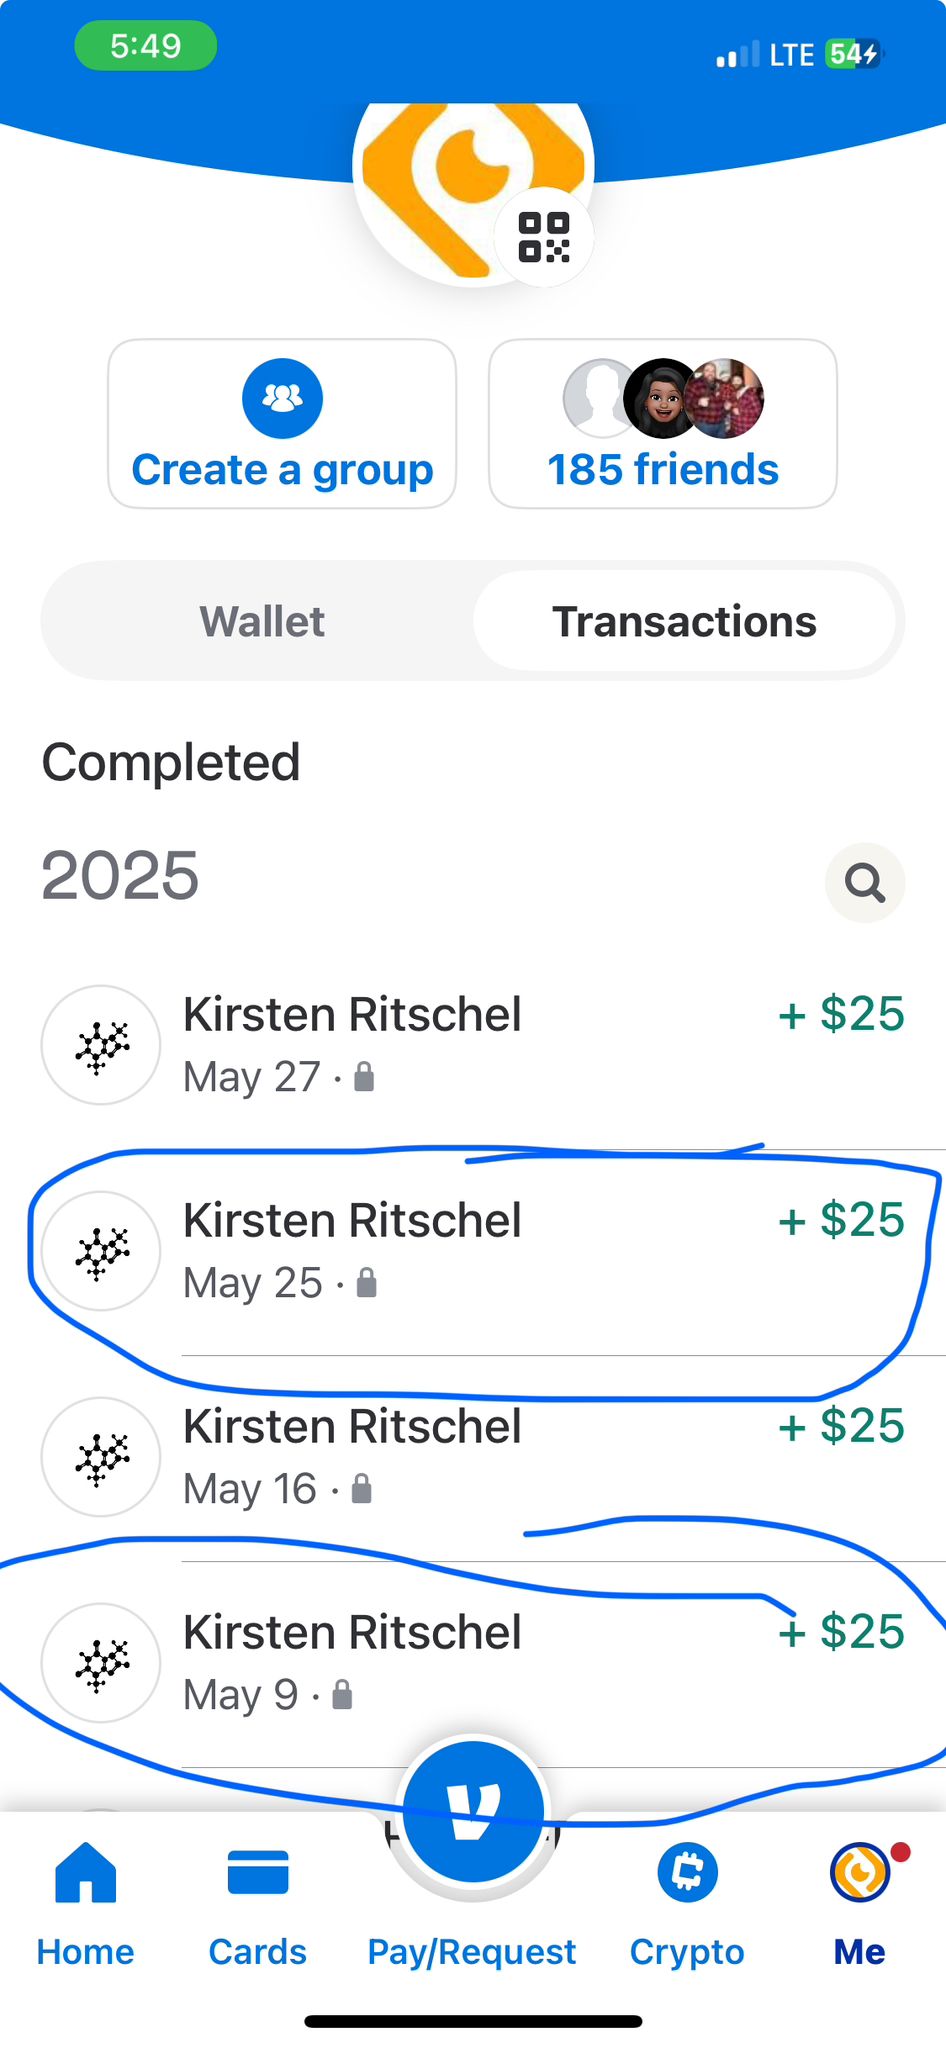 5:49
LTE 54
Create a group
185 friends
Wallet
Transactions
Completed
2025
Kirsten Ritschel
+ $25
May 27 ·
Kirsten Ritschel
+ $25
May 25 ·
Kirsten Ritschel
+ $25
May 16 ·
Kirsten Ritschel
+ $25
May 9 ·
Home
Cards
Pay/Request
Crypto
Me